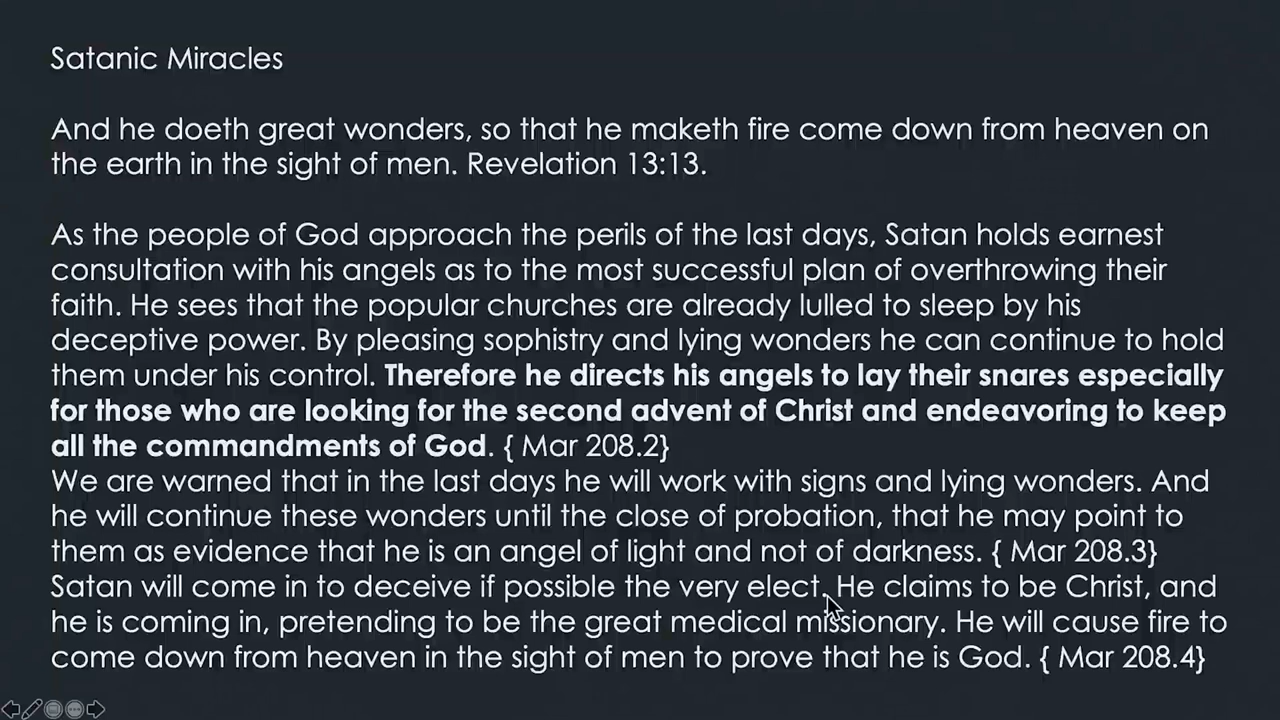 Satanic Miracles
And he doeth great wonders, so that he maketh fire come down from heaven on
the earth in the sight of men. Revelation 13:13.
As the people of God approach the perils of the last days, Satan holds earnest
consultation with his angels as to the most successful plan of overthrowing their
faith. He sees that the popular churches are already lulled to sleep by his
deceptive power. By pleasing sophistry and lying wonders he can continue to hold
them under his control. Therefore he directs his angels to lay their snares especially
for those who are looking for the second advent of Christ and endeavoring to keep
all the commandments of God. { Mar 208.2}
We are warned that in the last days he will work with signs and lying wonders. And
he will continue these wonders until the close of probation, that he may point to
them as evidence that he is an angel of light and not of darkness. { Mar 208.3}
Satan will come in to deceive if possible the very elect. He claims to be Christ, and
he is coming in, pretending to be the great medical missionary. He will cause fire to
come down from heaven in the sight of men to prove that he is God. { Mar 208.4}